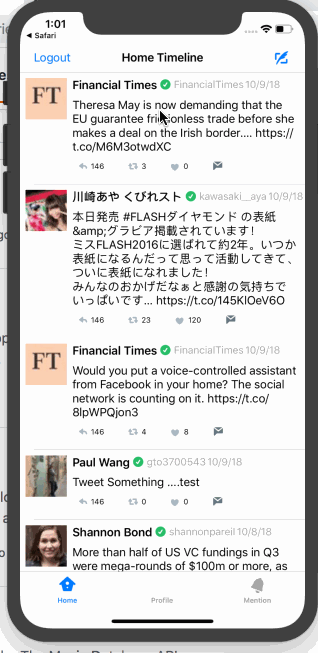 1:01
Safari
Logout
Home Timeline
FT
Financial Times
FinancialTimes 10/9/18
Theresa May is now demanding that the
EU guarantee frictionless trade before she
makes a deal on the Irish border.... https://
t.co/M6M3otwdXC
146 3 0
川崎あや くびれスト
kawasaki__aya 10/9/18
本日発売 #FLASHダイヤモンド の表紙
&amp;グラビア掲載されています!
ミスFLASH2016に選ばれて約2年。いつか
表紙になるんだって思って活動してきて、
ついに表紙になれました!
みんなのおかげだなぁと感謝の気持ちで
いっぱいです... https://t.co/145KlOeV6O
146 23 120
FT
Financial Times
FinancialTimes 10/9/18
Would you put a voice-controlled assistant
from Facebook in your home? The social
network is counting on it. https://t.co/
8lpWPQjon3
146 4 8
Paul Wang
gto3700543 10/9/18
Tweet Something ....test
146 0 0
Shannon Bond
shannonpareil 10/8/18
More than half of US VC fundings in Q3
were mega-rounds of $100m or more, as
Home
Profile
Mention